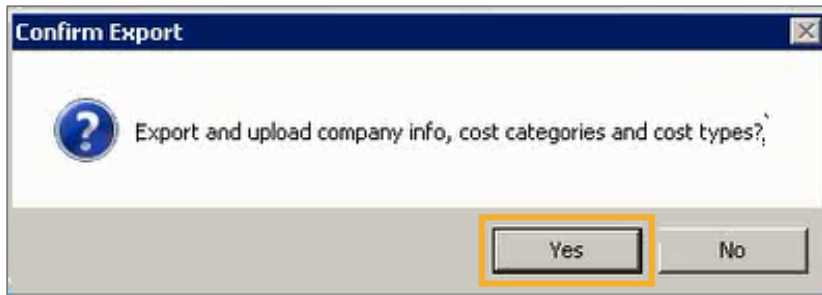 Confirm Export
Export and upload company info, cost categories and cost types?
Yes
No